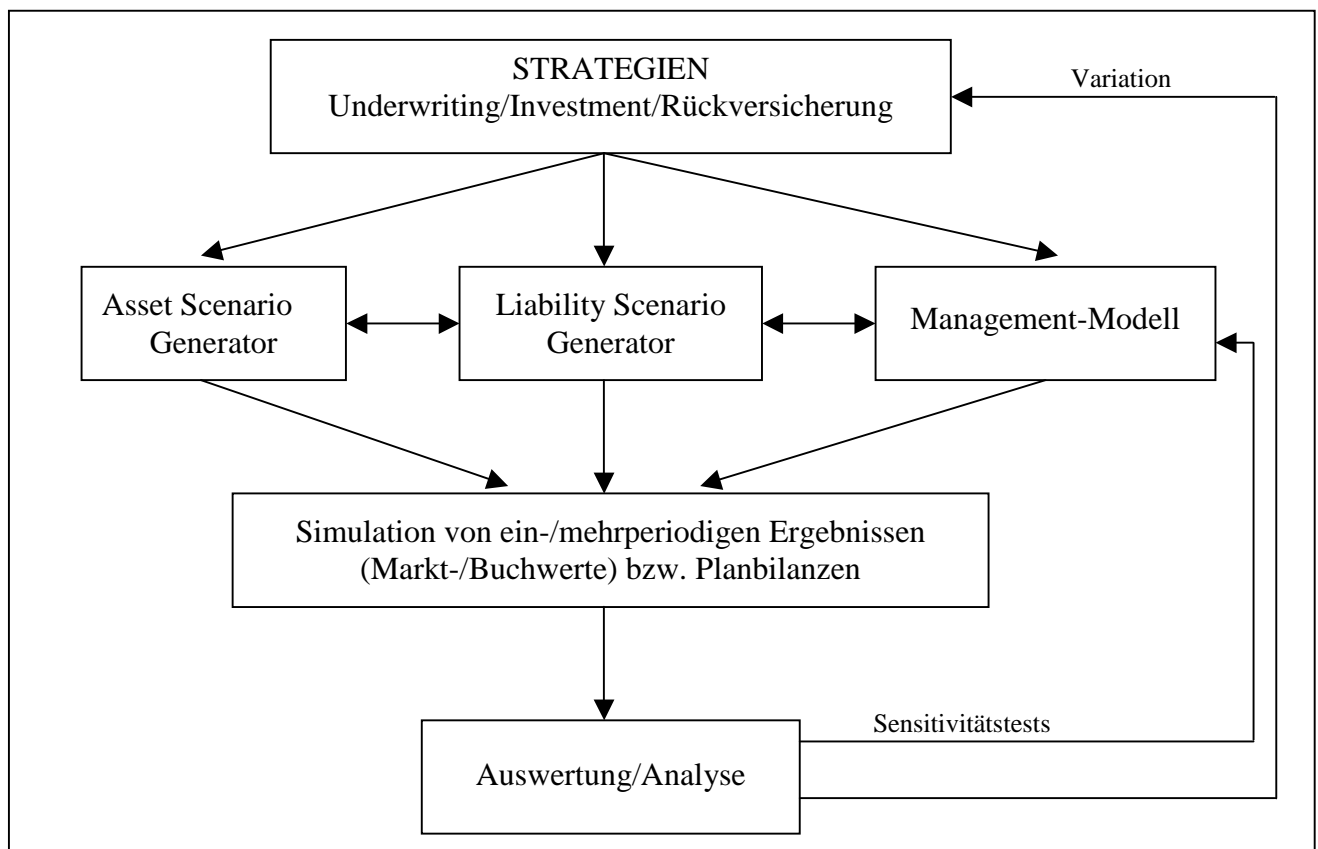 STRATEGIEN
Underwriting/Investment/Rückversicherung
Variation
Asset Scenario
Generator
Liability Scenario
Generator
Management-Modell
Simulation von ein-/mehrperiodigen Ergebnissen
(Markt-/Buchwerte) bzw. Planbilanzen
Sensitivitätstests
Auswertung/Analyse